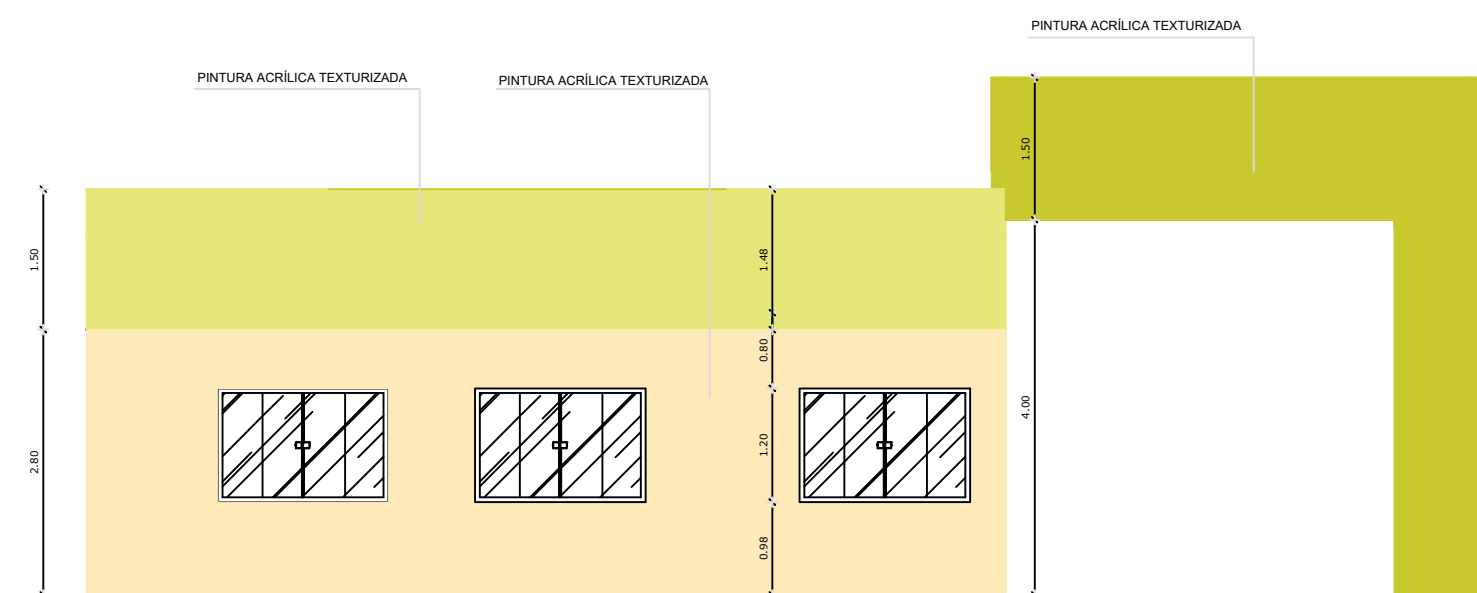 PINTURA ACRÍLICA TEXTURIZADA
PINTURA ACRÍLICA TEXTURIZADA
PINTURA ACRÍLICA TEXTURIZADA
1.50
1.50
1.48
0.80
4.00
1.20
2.80
0.98